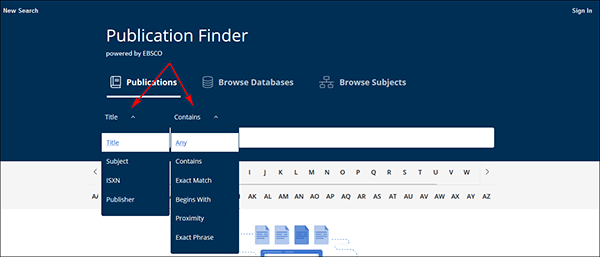 New Search Sign In
Publication Finder
powered by EBSCO
Publications Browse Databases Browse Subjects
Title Contains
Title Any
Subject Contains
ISXN Exact Match
Publisher Begins With
Proximity
Exact Phrase
I J K L M N O P Q R S T U V W X Y Z
AK AL AM AN AO AP AQ AR AS AT AU AV AW AX AY AZ